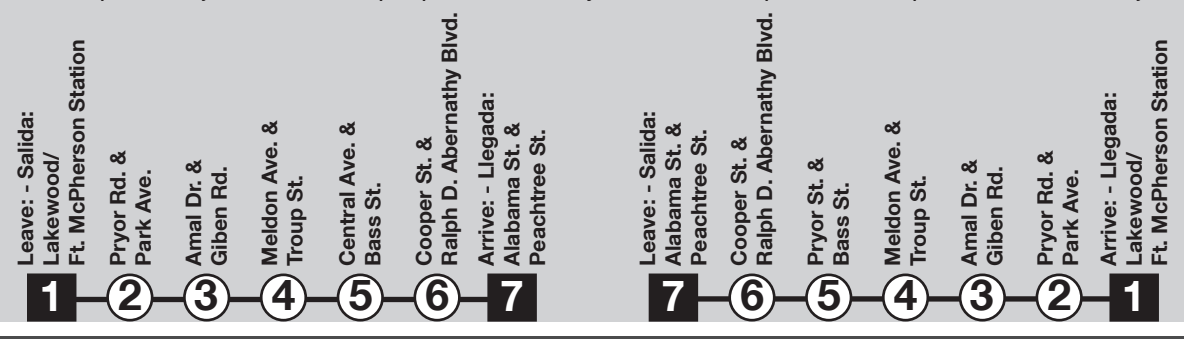 Leave: - Salida:
Lakewood/
Ft. McPherson Station
Pryor Rd. &
Park Ave.
Amal Dr. &
Giben Rd.
Meldon Ave. &
Troup St.
Central Ave. &
Bass St.
Cooper St. &
Ralph D. Abernathy Blvd.
Arrive: - Llegada:
Alabama St. &
Peachtree St.
1 2 3 4 5 6 7
Leave: - Salida:
Alabama St. &
Peachtree St.
Cooper St. &
Ralph D. Abernathy Blvd.
Pryor St. &
Bass St.
Meldon Ave. &
Troup St.
Amal Dr. &
Giben Rd.
Pryor Rd. &
Park Ave.
Arrive: - Llegada:
Lakewood/
Ft. McPherson Station
7 6 5 4 3 2 1